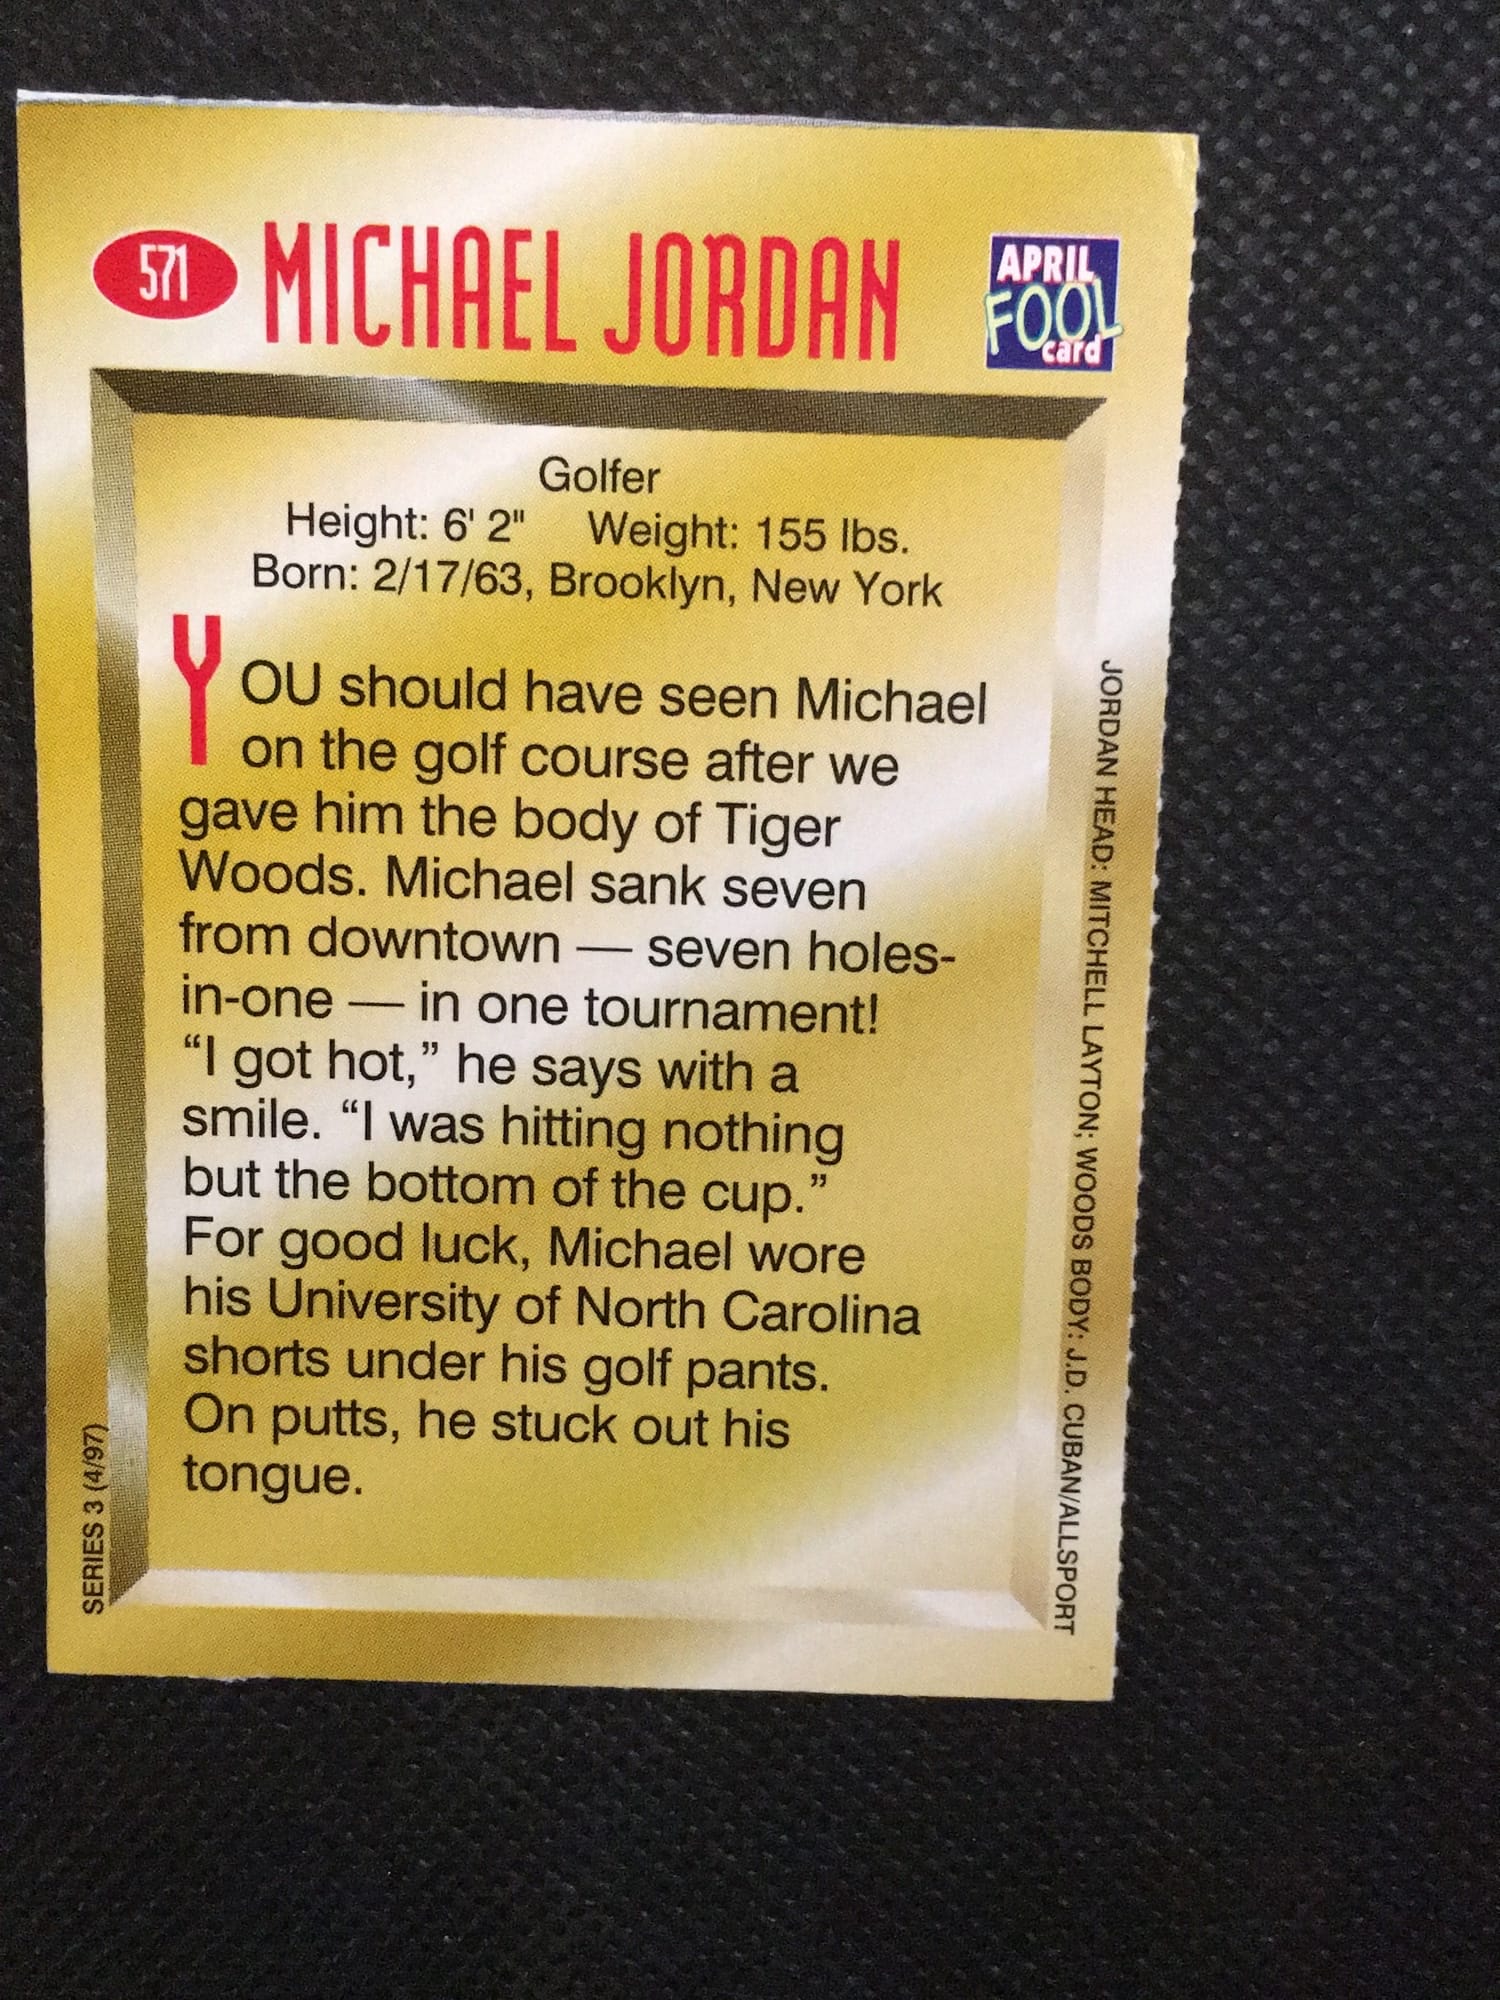 571 MICHAEL JORDAN
APRIL
FOOL
card
Golfer
Height: 6' 2" Weight: 155 lbs.
Born: 2/17/63, Brooklyn, New York
YOU should have seen Michael
on the golf course after we
gave him the body of Tiger
Woods. Michael sank seven
from downtown — seven holes-
in-one — in one tournament!
“I got hot,” he says with a
smile. “I was hitting nothing
but the bottom of the cup.”
For good luck, Michael wore
his University of North Carolina
shorts under his golf pants.
On putts, he stuck out his
tongue.
SERIES 3 (4/97)
JORDAN HEAD: MITCHELL LAYTON; WOODS BODY: J.D. CUBAN/ALLSPORT